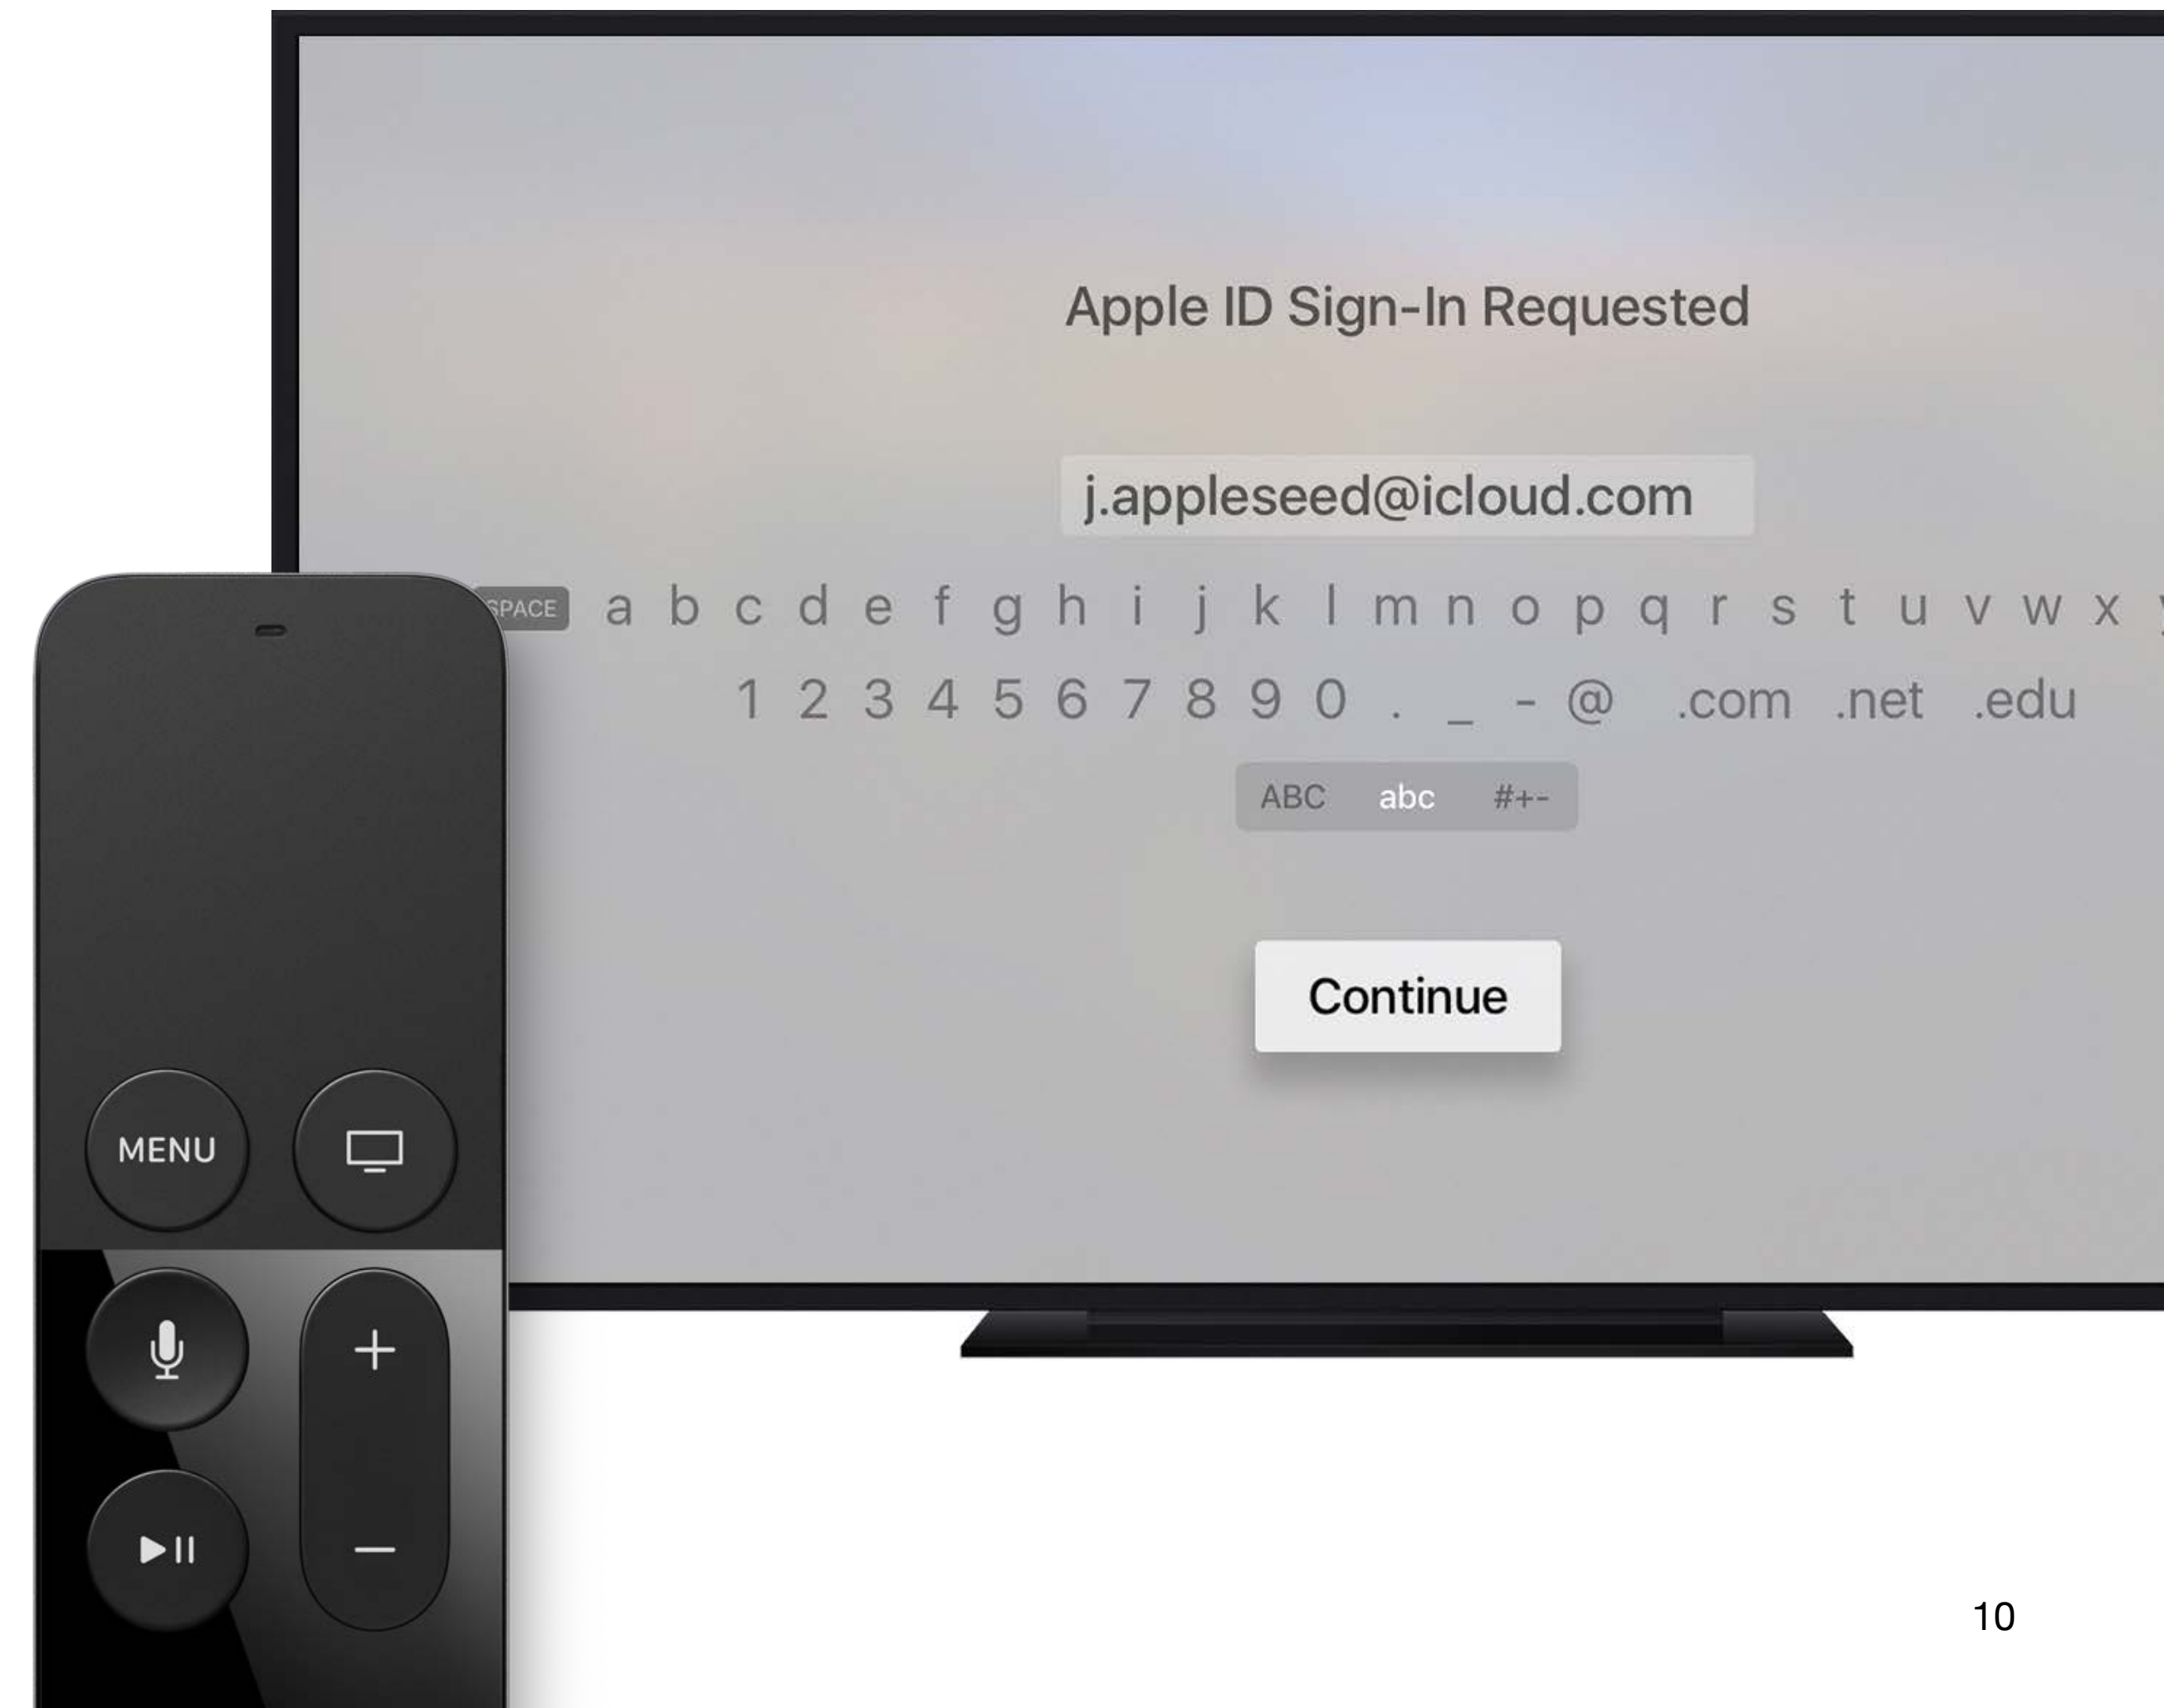 Apple ID Sign-In Requested
j.appleseed@icloud.com
SPACE a b c d e f g h i j k l m n o p q r s t u v w x y
1 2 3 4 5 6 7 8 9 0 . _ - @ .com .net .edu
ABC abc #+-
Continue
MENU
10